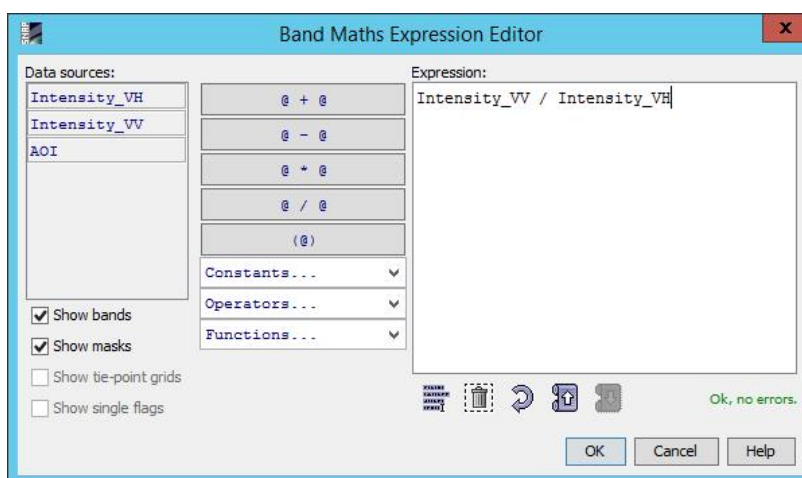 SNAP
Band Maths Expression Editor
x
Data sources:
Intensity_VH
Intensity_VV
AOI
@ + @
@ - @
@ * @
@ / @
(@)
Constants...
Operators...
Functions...
Show bands
Show masks
Show tie-point grids
Show single flags
Expression:
Intensity_VV / Intensity_VH
Ok, no errors.
OK
Cancel
Help